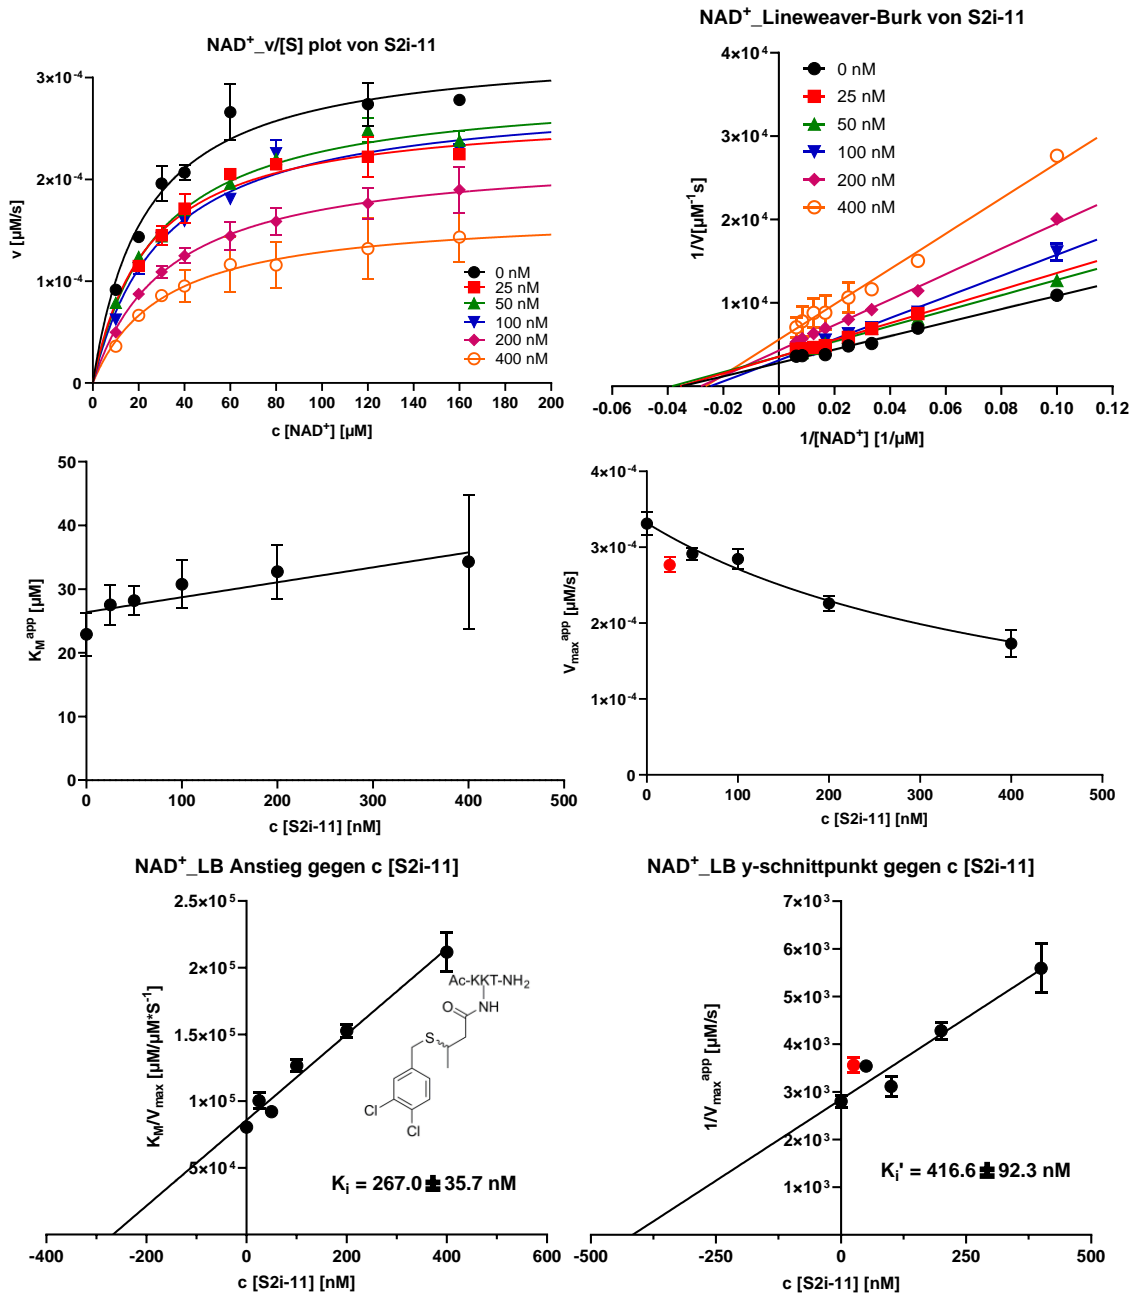 NAD⁺_v/[S] plot von S2i-11
3×10⁻⁴
2×10⁻⁴
1×10⁻⁴
0
v [µM/s]
0 nM
25 nM
50 nM
100 nM
200 nM
400 nM
0 20 40 60 80 100 120 140 160 180 200
c [NAD⁺] [µM]
NAD⁺_Lineweaver-Burk von S2i-11
4×10⁴
3×10⁴
2×10⁴
1×10⁴
1/V[µM⁻¹s]
0 nM
25 nM
50 nM
100 nM
200 nM
400 nM
-0.06 -0.04 -0.02 0.00 0.02 0.04 0.06 0.08 0.10 0.12
1/[NAD⁺] [1/µM]
50
40
30
20
10
0
K_M^app [µM]
0 100 200 300 400 500
c [S2i-11] [nM]
4×10⁻⁴
3×10⁻⁴
2×10⁻⁴
1×10⁻⁴
0
V_max^app [µM/s]
0 100 200 300 400 500
c [S2i-11] [nM]
NAD⁺_LB Anstieg gegen c [S2i-11]
2.5×10⁵
2×10⁵
1.5×10⁵
1×10⁵
5×10⁴
K_M/V_max [µM/µM*S⁻¹]
Ac-KKT-NH₂
O
NH
S
Cl
Cl
K_i = 267.0 ± 35.7 nM
-400 -200 0 200 400 600
c [S2i-11] [nM]
NAD⁺_LB y-schnittpunkt gegen c [S2i-11]
7×10³
6×10³
5×10³
4×10³
3×10³
2×10³
1×10³
1/V_max^app [µM/s]
K_i' = 416.6 ± 92.3 nM
-500 -250 0 250 500
c [S2i-11] [nM]